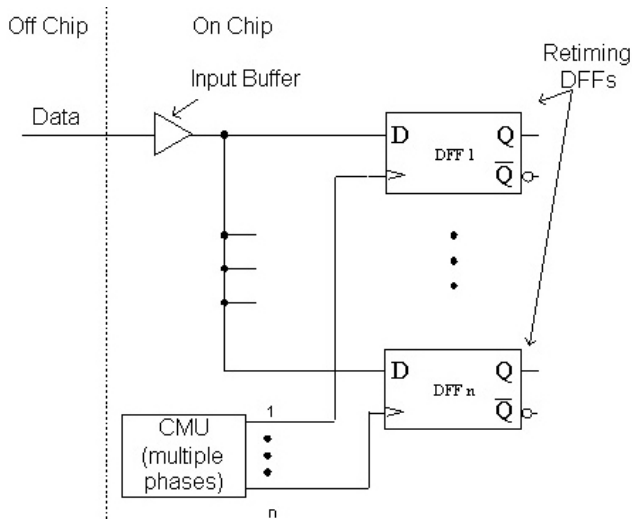 Off Chip
On Chip
Retiming
DFFs
Input Buffer
Data
D
Q
DFF 1
Q
D
Q
DFF n
Q
1
CMU
(multiple
phases)
n